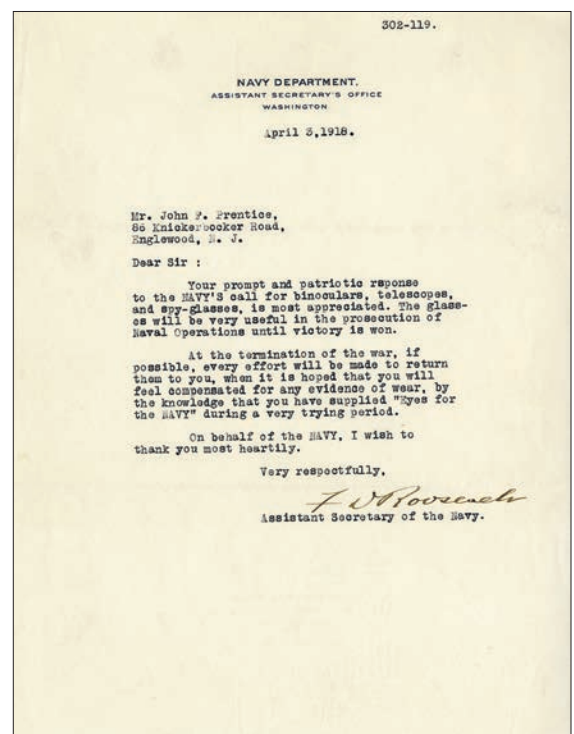 302-119.
NAVY DEPARTMENT,
ASSISTANT SECRETARY'S OFFICE
WASHINGTON
April 3,1918.
Mr. John F. Prentice,
86 Knickerbocker Road,
Englewood, N. J.
Dear Sir :
Your prompt and patriotic rsponse
to the NAVY'S call for binoculars, telescopes,
and spy-glasses, is most appreciated. The glass-
es will be very useful in the prosecution of
Naval Operations until victory is won.
At the termination of the war, if
possible, every effort will be made to return
them to you, when it is hoped that you will
feel compensated for any evidence of wear, by
the knowledge that you have supplied "Eyes for
the NAVY" during a very trying period.
On behalf of the NAVY, I wish to
thank you most heartily.
Very respectfully,
F D Roosevelt
Assistant Secretary of the Navy.